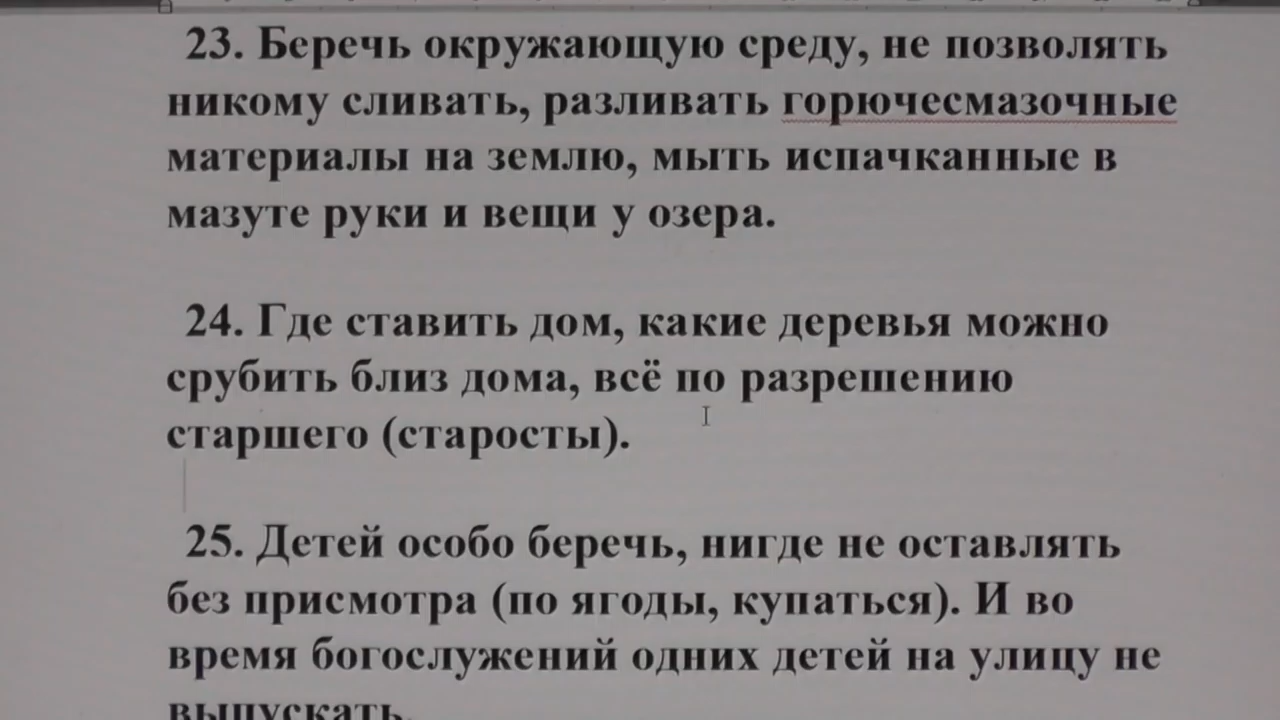 23. Беречь окружающую среду, не позволять
никому сливать, разливать горючесмазочные
материалы на землю, мыть испачканные в
мазуте руки и вещи у озера.
24. Где ставить дом, какие деревья можно
срубить близ дома, всё по разрешению
старшего (старосты).
25. Детей особо беречь, нигде не оставлять
без присмотра (по ягоды, купаться). И во
время богослужений одних детей на улицу не
выпускать.